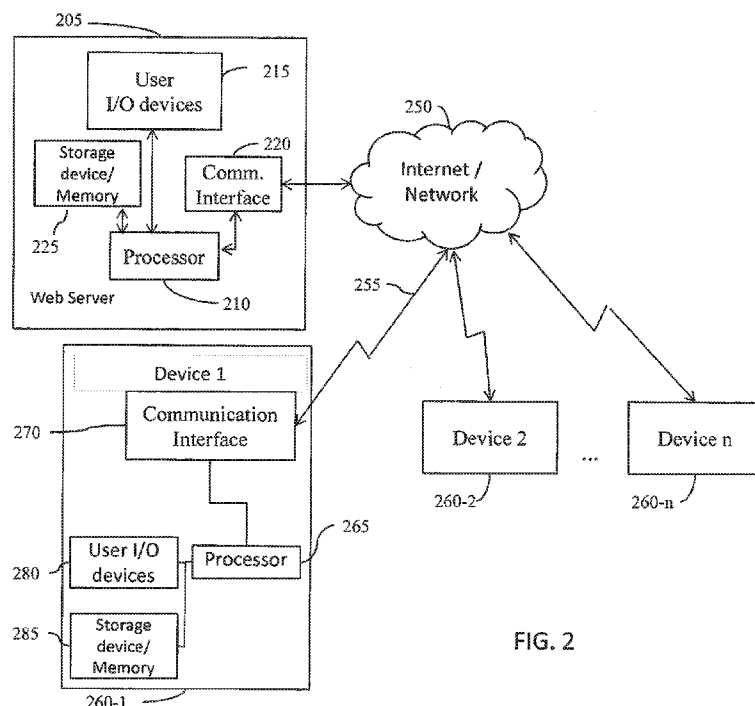 205
User
I/O devices
215
Storage
device/
Memory
225
220
Comm.
Interface
Processor
210
Web Server
250
Internet /
Network
255
Device 1
270
Communication
Interface
265
280
User I/O
devices
Processor
285
Storage
device/
Memory
260-1
Device 2
260-2
...
Device n
260-n
FIG. 2